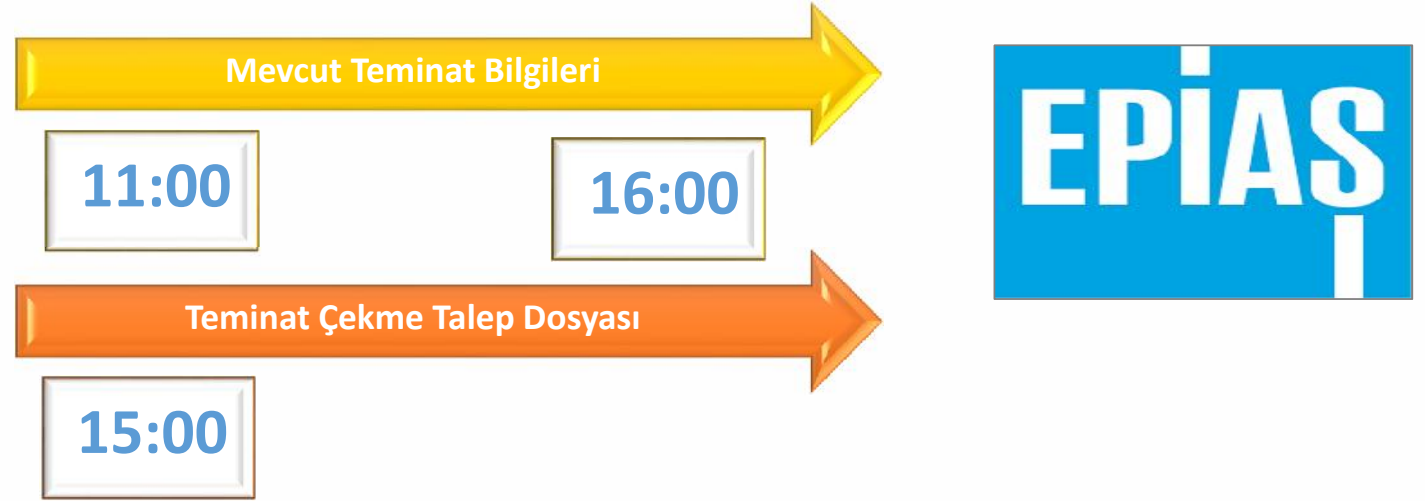 Mevcut Teminat Bilgileri
11:00
16:00
EPİAŞ
Teminat Çekme Talep Dosyası
15:00